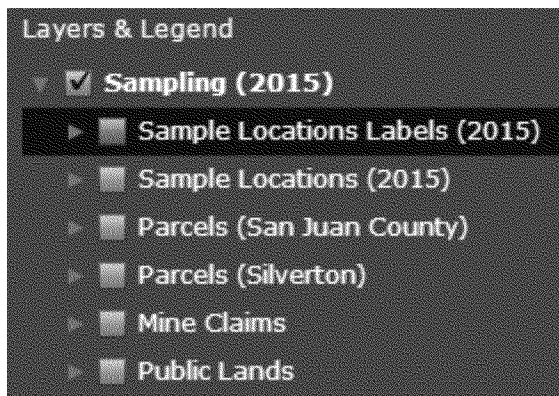 Layers & Legend
Sampling (2015)
Sample Locations Labels (2015)
Sample Locations (2015)
Parcels (San Juan County)
Parcels (Silverton)
Mine Claims
Public Lands